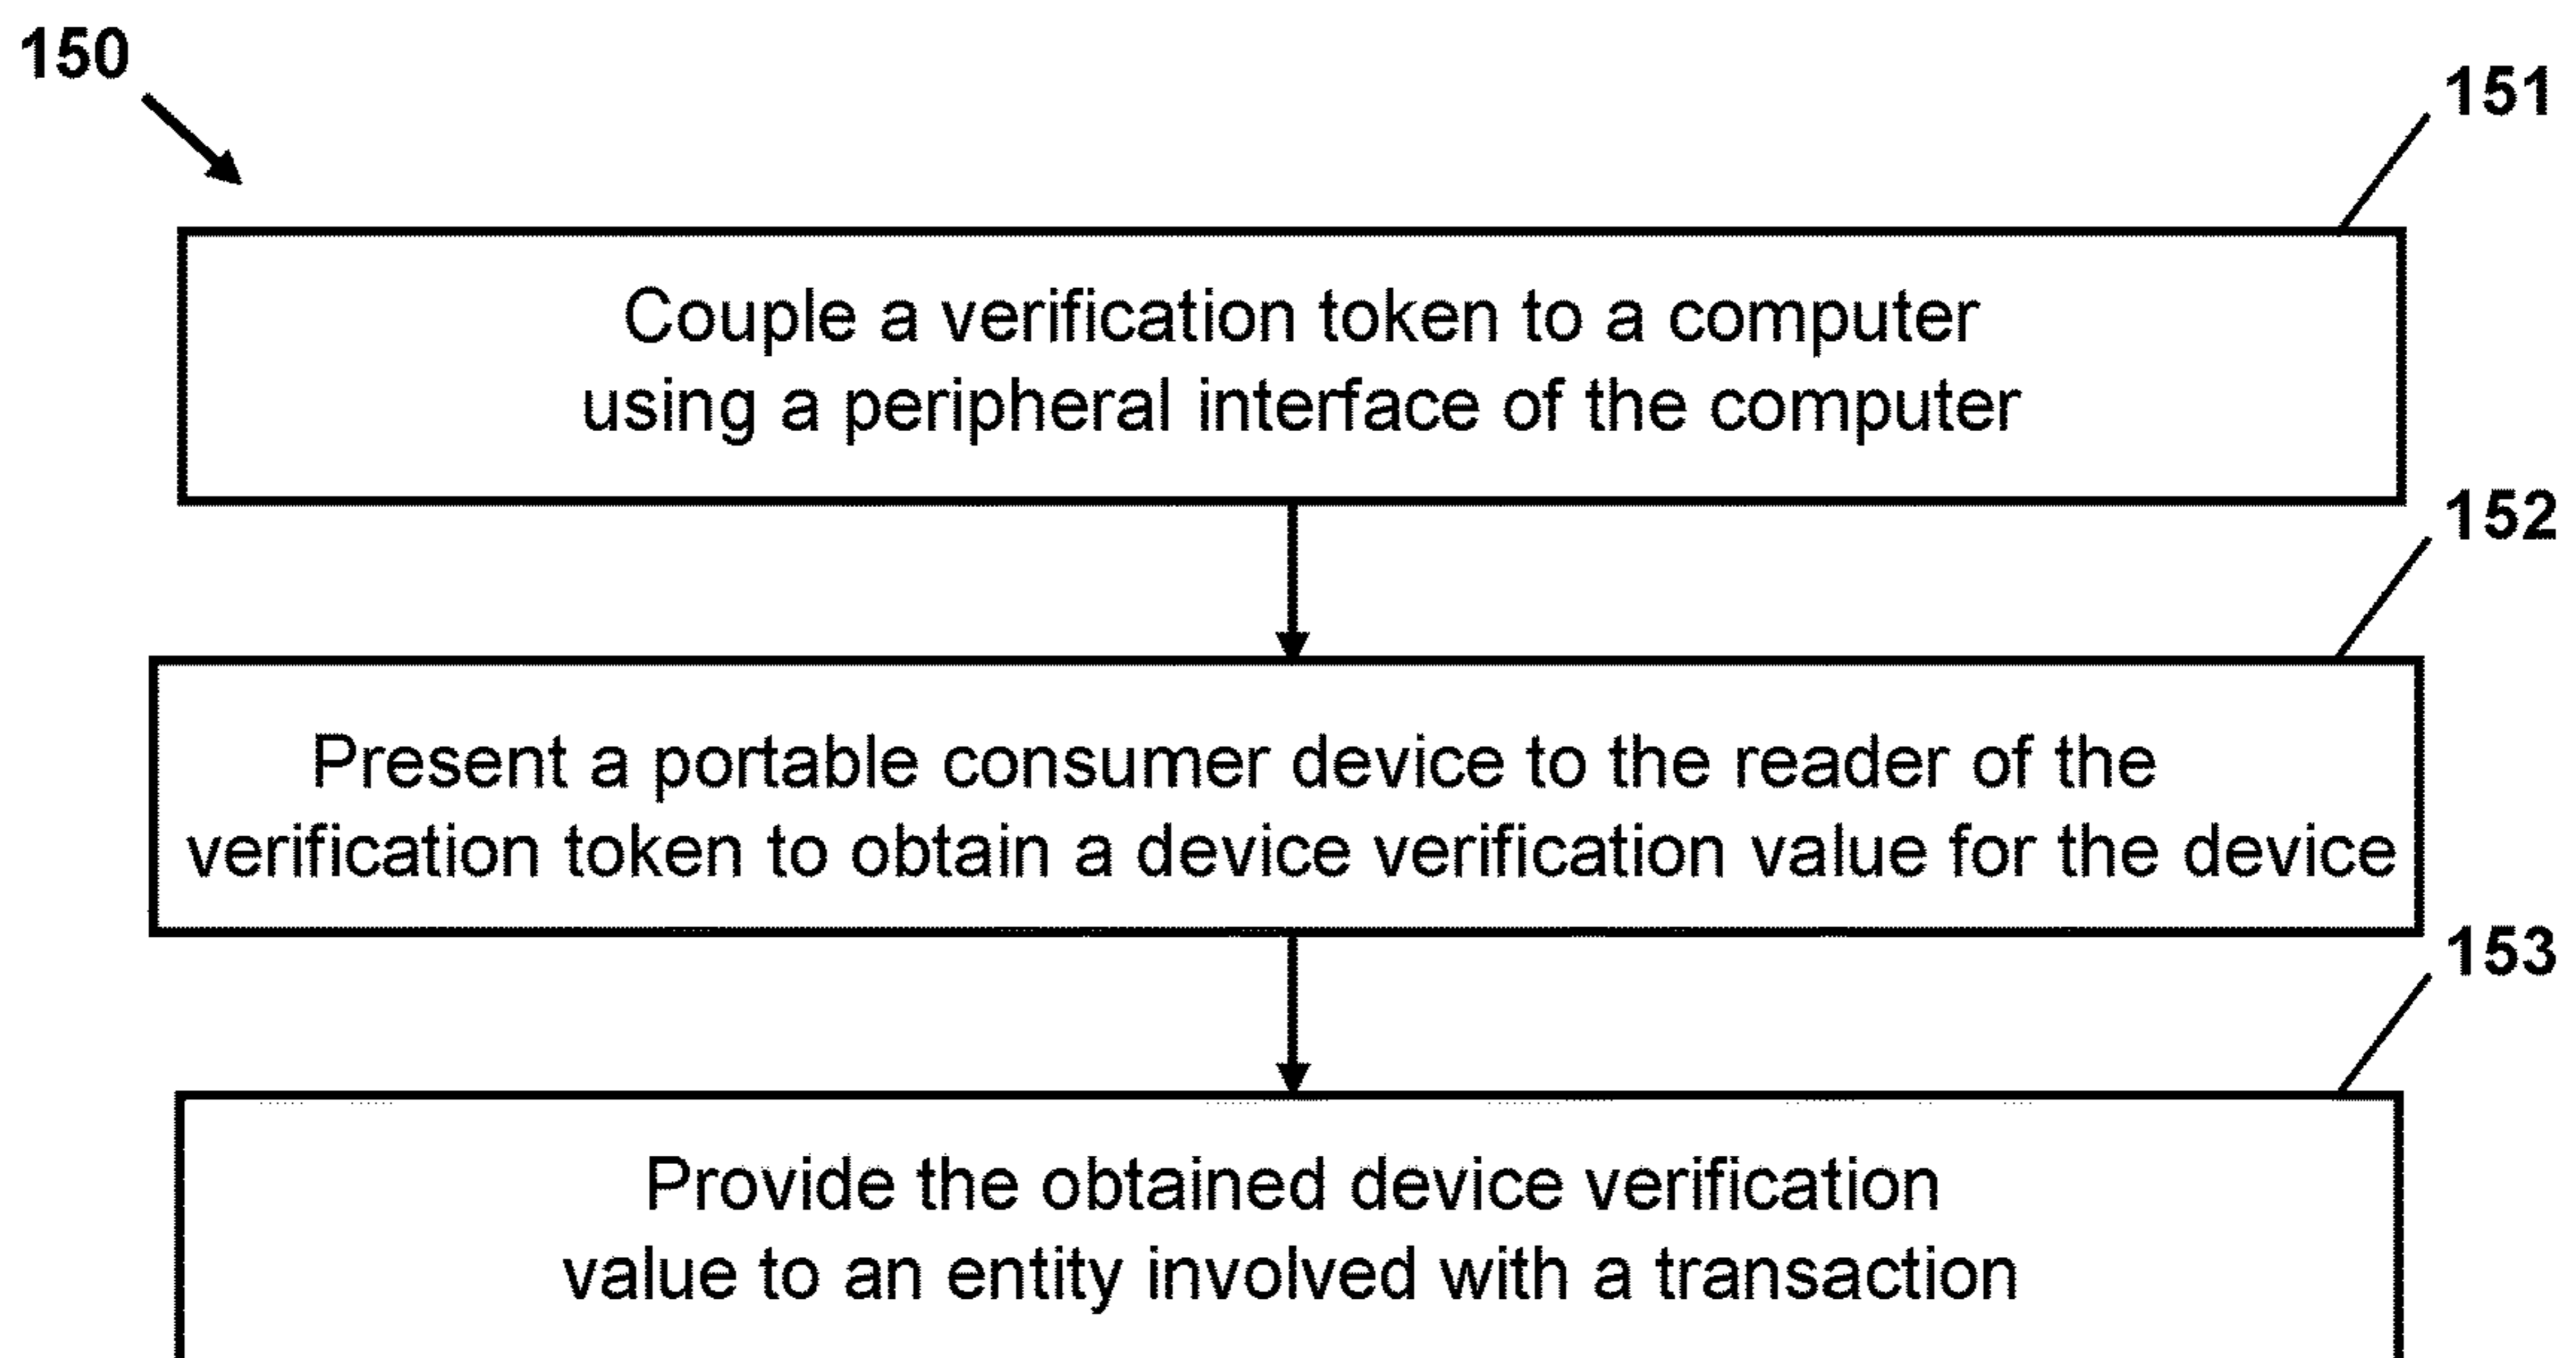 150
151
Couple a verification token to a computer
using a peripheral interface of the computer
152
Present a portable consumer device to the reader of the
verification token to obtain a device verification value for the device
153
Provide the obtained device verification
value to an entity involved with a transaction